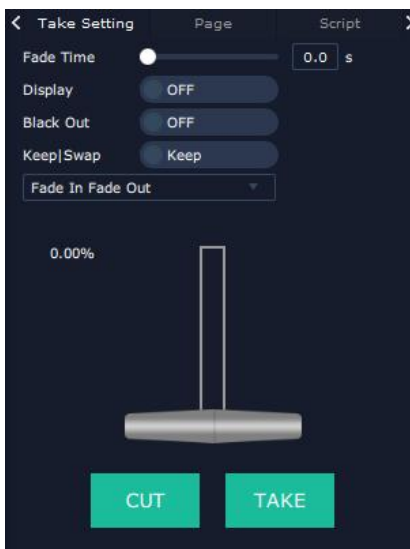 Take Setting Page Script
Fade Time 0.0 s
Display OFF
Black Out OFF
Keep|Swap Keep
Fade In Fade Out
0.00%
CUT TAKE